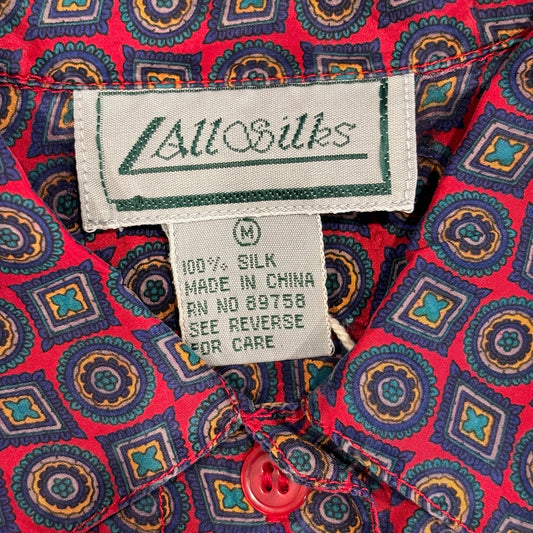 AllSilks
M
100% SILK
MADE IN CHINA
RN NO 89758
SEE REVERSE
FOR CARE